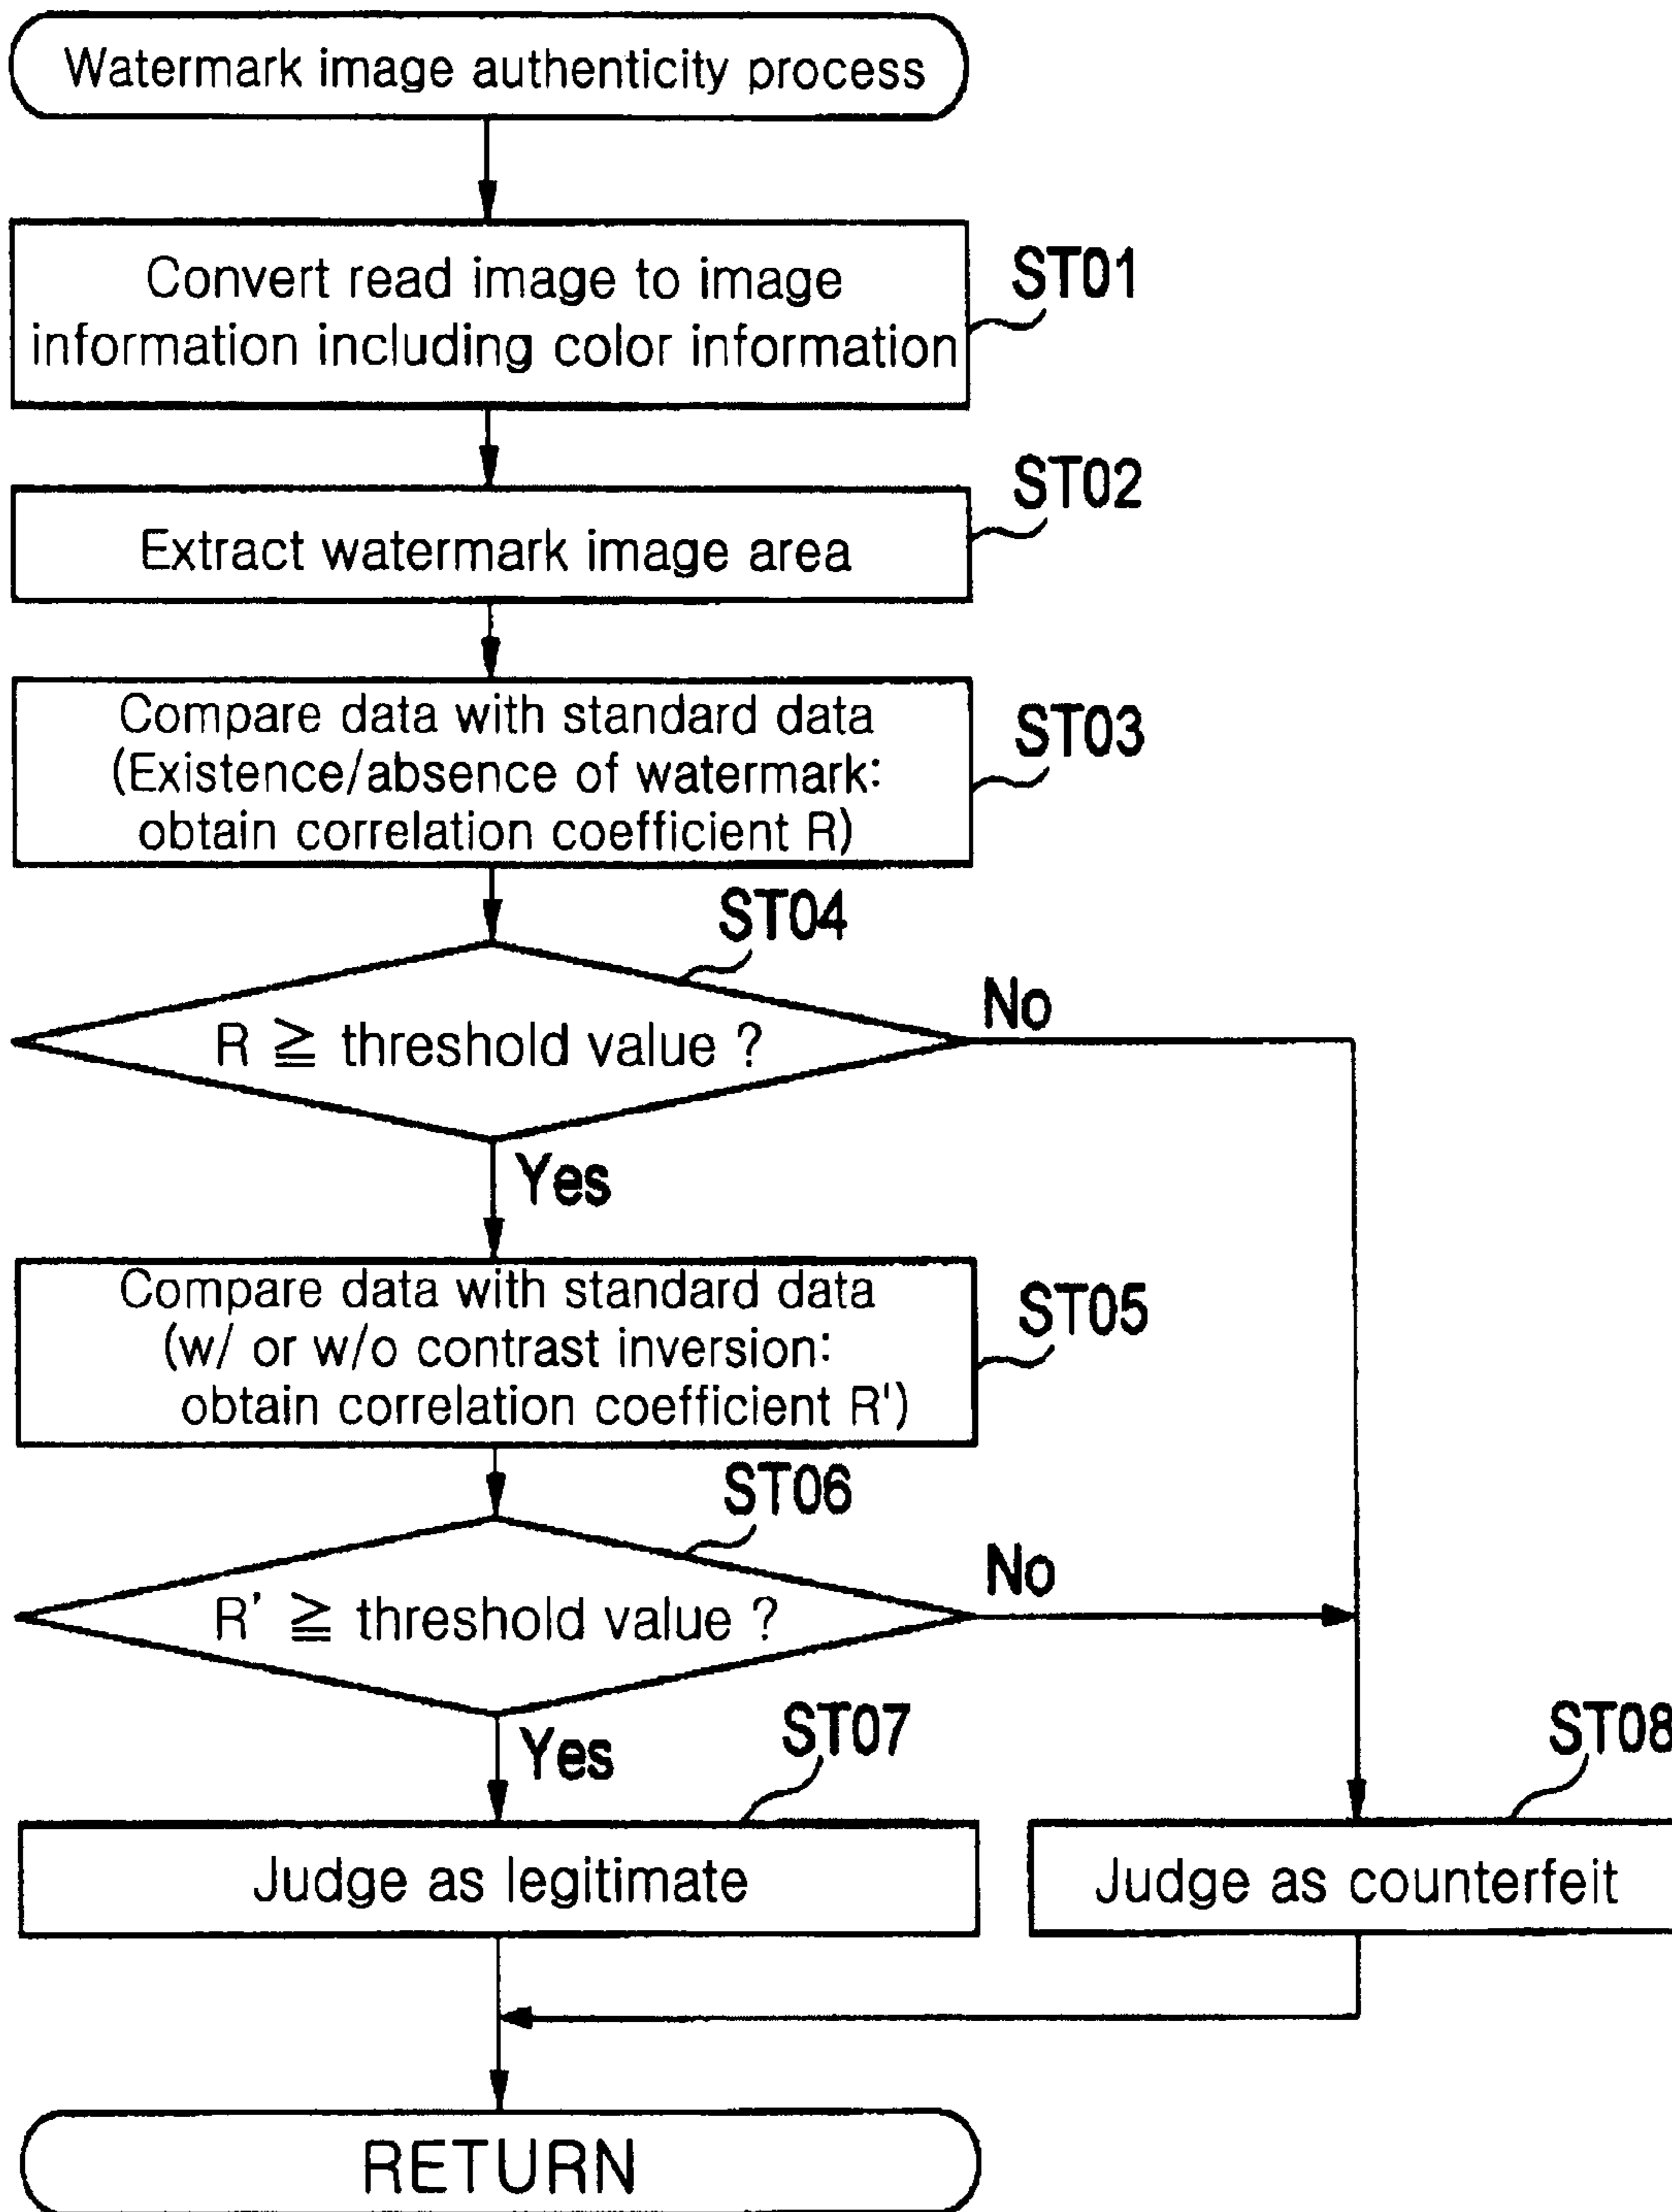 Watermark image authenticity process
Convert read image to image
information including color information
ST01
Extract watermark image area
ST02
Compare data with standard data
(Existence/absence of watermark:
obtain correlation coefficient R)
ST03
ST04
R ≧ threshold value ?
No
Yes
Compare data with standard data
(w/ or w/o contrast inversion:
obtain correlation coefficient R')
ST05
ST06
R' ≧ threshold value ?
No
Yes
ST07
ST08
Judge as legitimate
Judge as counterfeit
RETURN